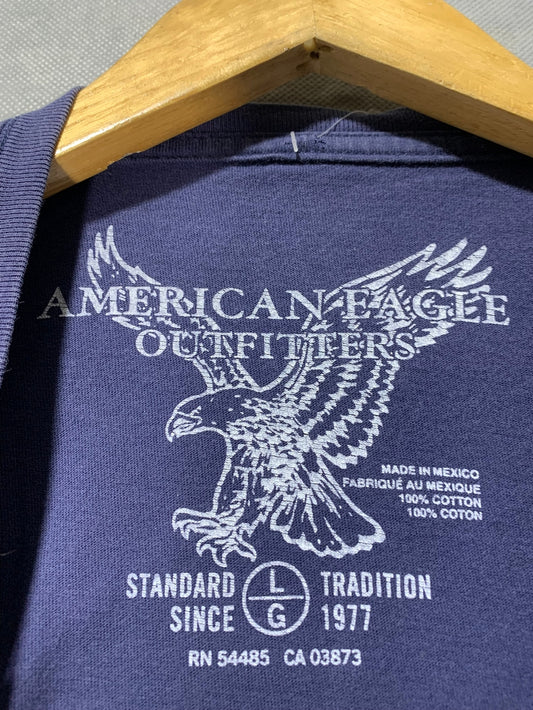 AMERICAN EAGLE
OUTFITTERS
MADE IN MEXICO
FABRIQUÉ AU MEXIQUE
100% COTTON
100% COTON
STANDARD L TRADITION
SINCE G 1977
RN 54485 CA 03873